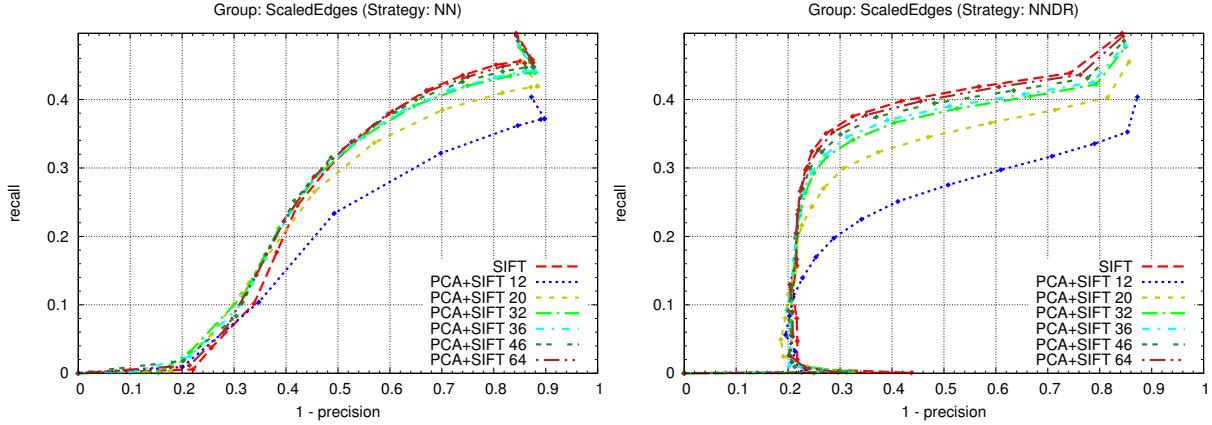 Group: ScaledEdges (Strategy: NN)
recall
0.4
0.3
0.2
0.1
0
SIFT
PCA+SIFT 12
PCA+SIFT 20
PCA+SIFT 32
PCA+SIFT 36
PCA+SIFT 46
PCA+SIFT 64
0 0.1 0.2 0.3 0.4 0.5 0.6 0.7 0.8 0.9 1
1 - precision
Group: ScaledEdges (Strategy: NNDR)
recall
0.4
0.3
0.2
0.1
0
SIFT
PCA+SIFT 12
PCA+SIFT 20
PCA+SIFT 32
PCA+SIFT 36
PCA+SIFT 46
PCA+SIFT 64
0 0.1 0.2 0.3 0.4 0.5 0.6 0.7 0.8 0.9 1
1 - precision